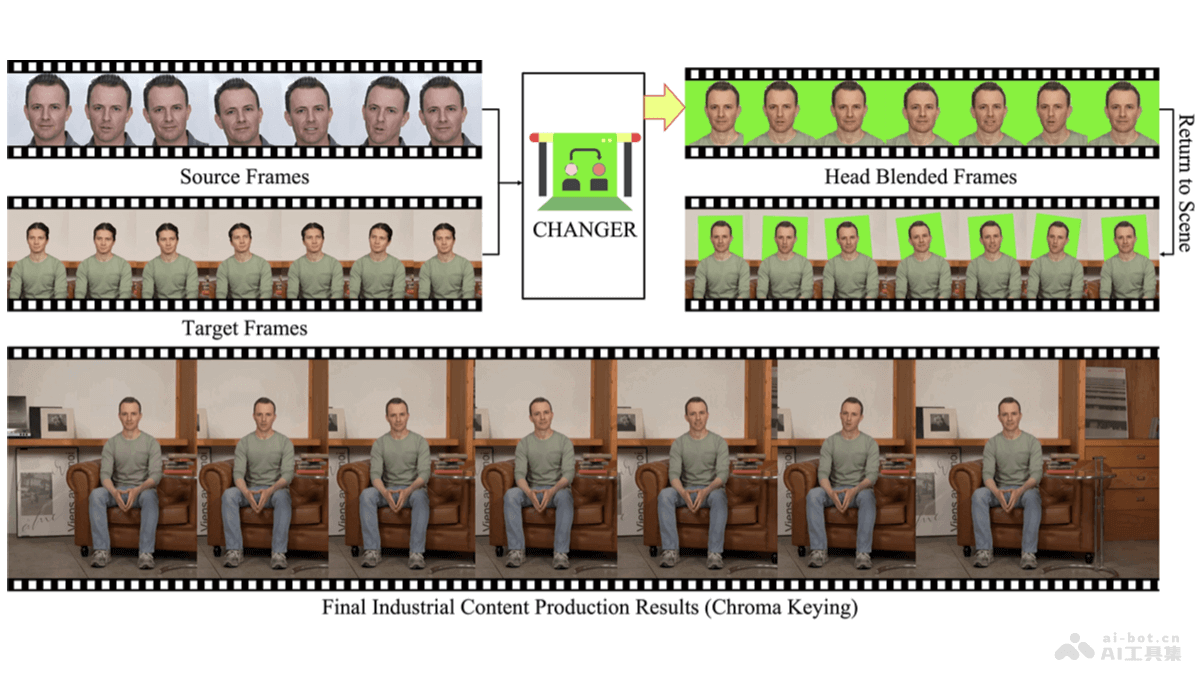 Source Frames
CHANGER
Head Blended Frames
Return to Scene
Target Frames
Final Industrial Content Production Results (Chroma Keying)
ai-bot.cn
AI工具集